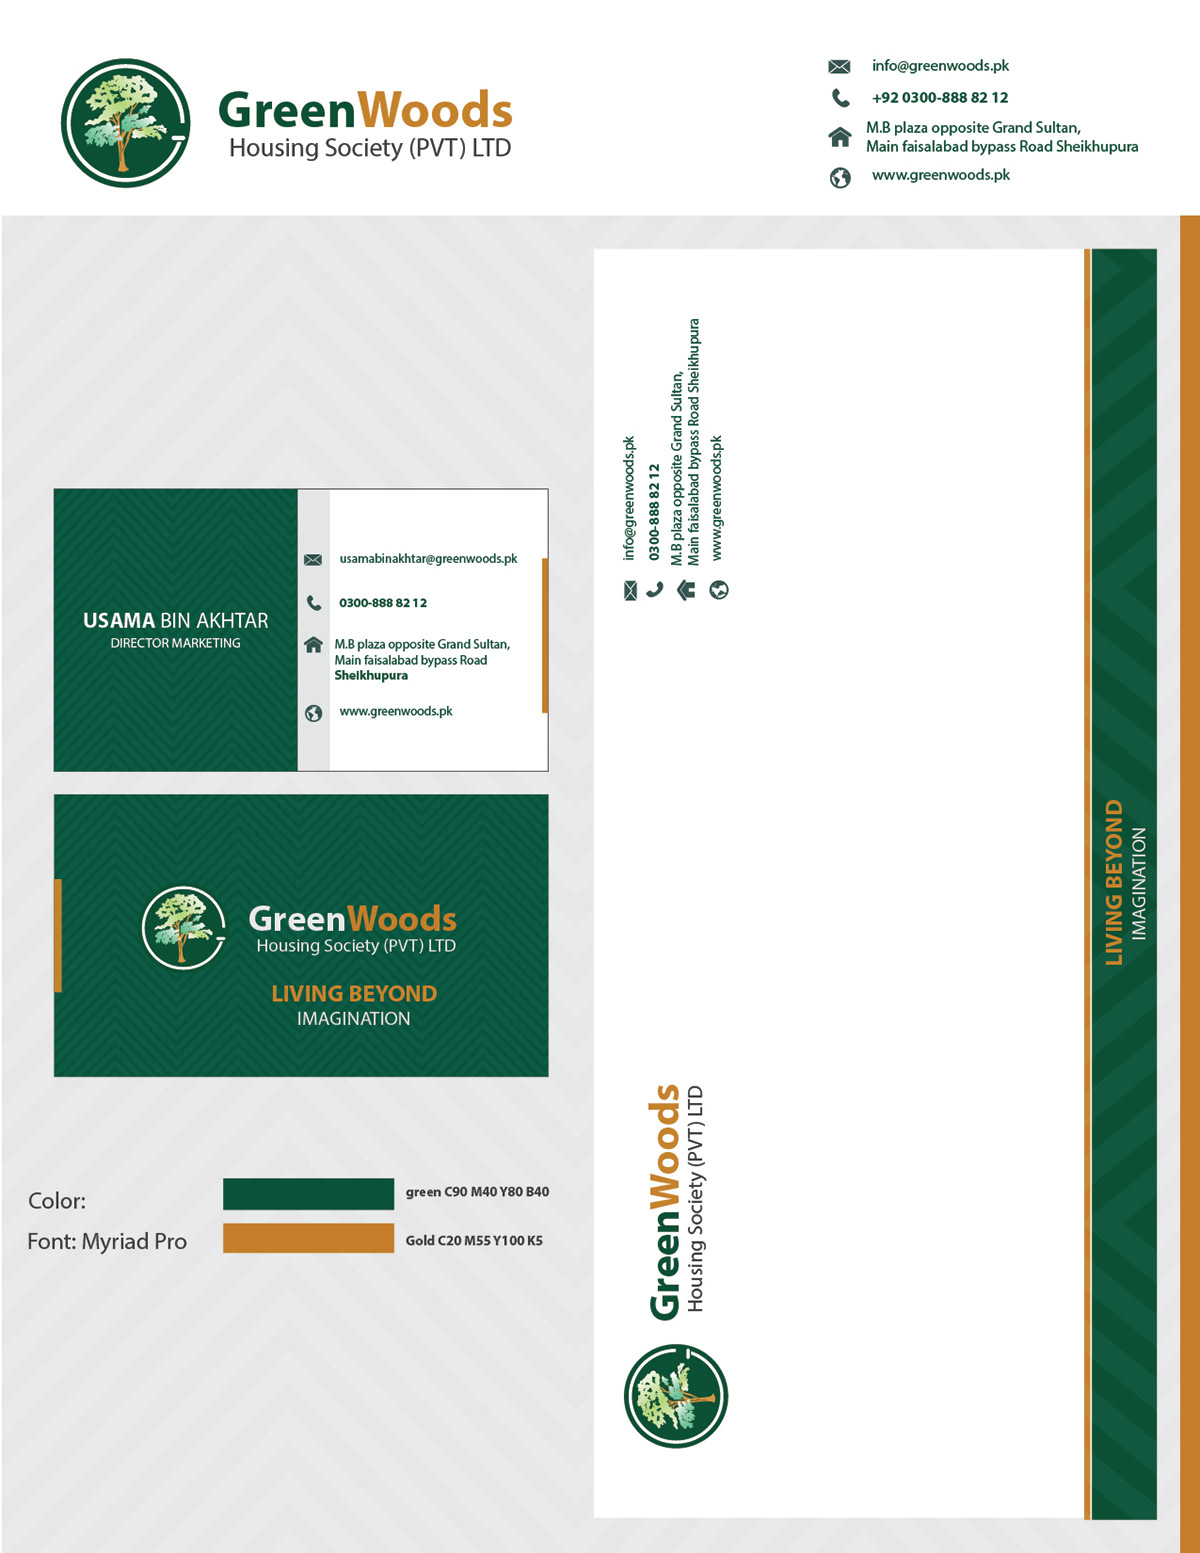 GreenWoods
Housing Society (PVT) LTD
info@greenwoods.pk
+92 0300-888 82 12
M.B plaza opposite Grand Sultan,
Main faisalabad bypass Road Sheikhupura
www.greenwoods.pk
USAMA BIN AKHTAR
DIRECTOR MARKETING
usamabinakhtar@greenwoods.pk
0300-888 82 12
M.B plaza opposite Grand Sultan,
Main faisalabad bypass Road
Sheikhupura
www.greenwoods.pk
GreenWoods
Housing Society (PVT) LTD
LIVING BEYOND
IMAGINATION
Color:
green C90 M40 Y80 B40
Font: Myriad Pro
Gold C20 M55 Y100 K5
info@greenwoods.pk
0300-888 82 12
M.B plaza opposite Grand Sultan,
Main faisalabad bypass Road Sheikhupura
www.greenwoods.pk
GreenWoods
Housing Society (PVT) LTD
LIVING BEYOND
IMAGINATION